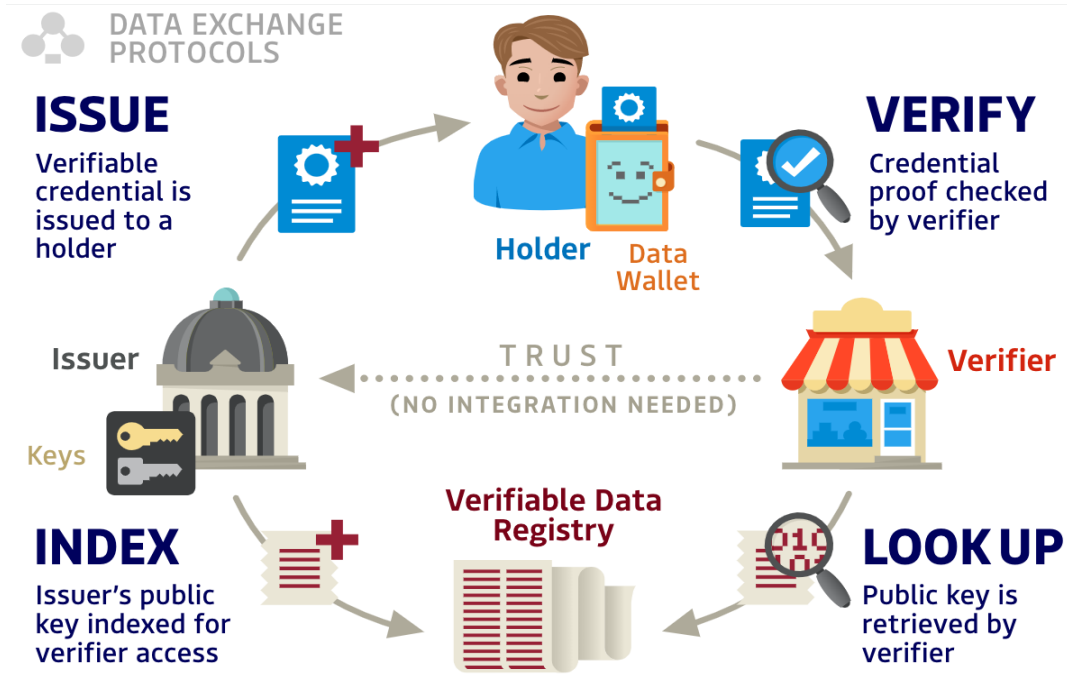 DATA EXCHANGE
PROTOCOLS
ISSUE
Verifiable
credential is
issued to a
holder
Holder
Data
Wallet
VERIFY
Credential
proof checked
by verifier
Issuer
Keys
TRUST
(NO INTEGRATION NEEDED)
Verifier
INDEX
Issuer's public
key indexed for
verifier access
Verifiable Data
Registry
010
LOOK UP
Public key is
retrieved by
verifier